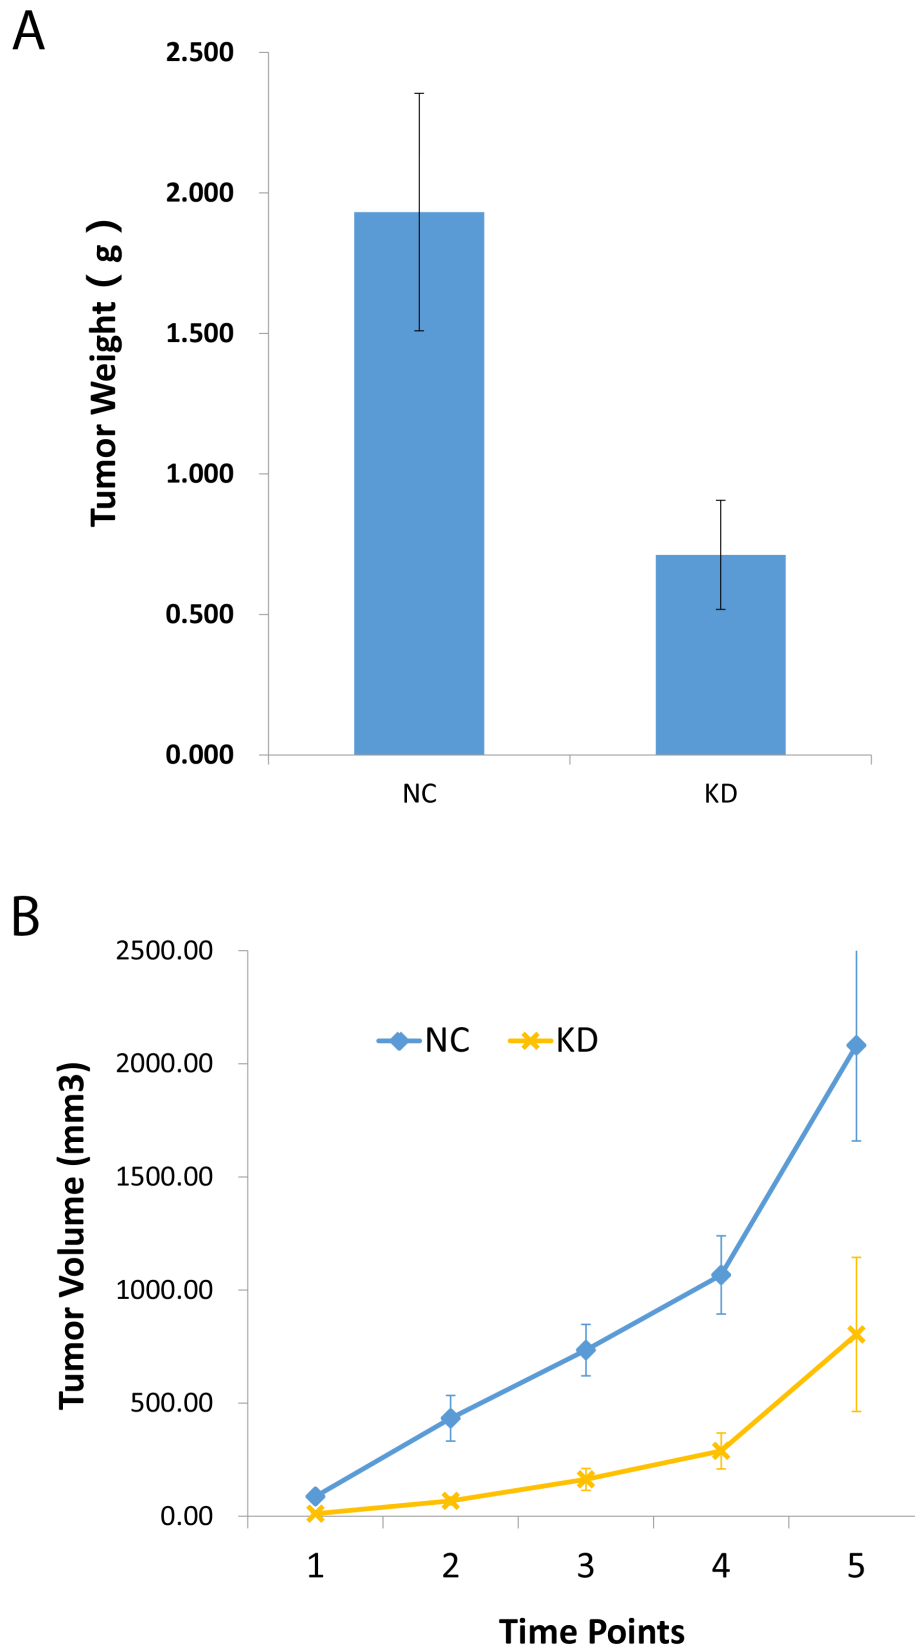 A
2.500
2.000
1.500
1.000
0.500
0.000
Tumor Weight ( g )
NC KD
B
2500.00
2000.00
1500.00
1000.00
500.00
0.00
Tumor Volume (mm3)
NC KD
1 2 3 4 5
Time Points